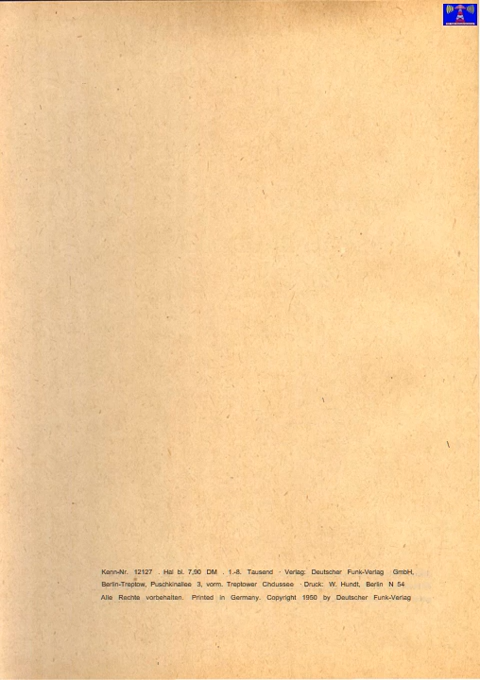 Kenn-Nr. 12127 · Hal bl. 7,90 DM · 1.-8. Tausend · Verlag: Deutscher Funk-Verlag GmbH,
Berlin-Treptow, Puschkinallee 3, vorm. Treptower Chdussee · Druck: W. Hundt, Berlin N 54
Alle Rechte vorbehalten. Printed in Germany. Copyright 1950 by Deutscher Funk-Verlag